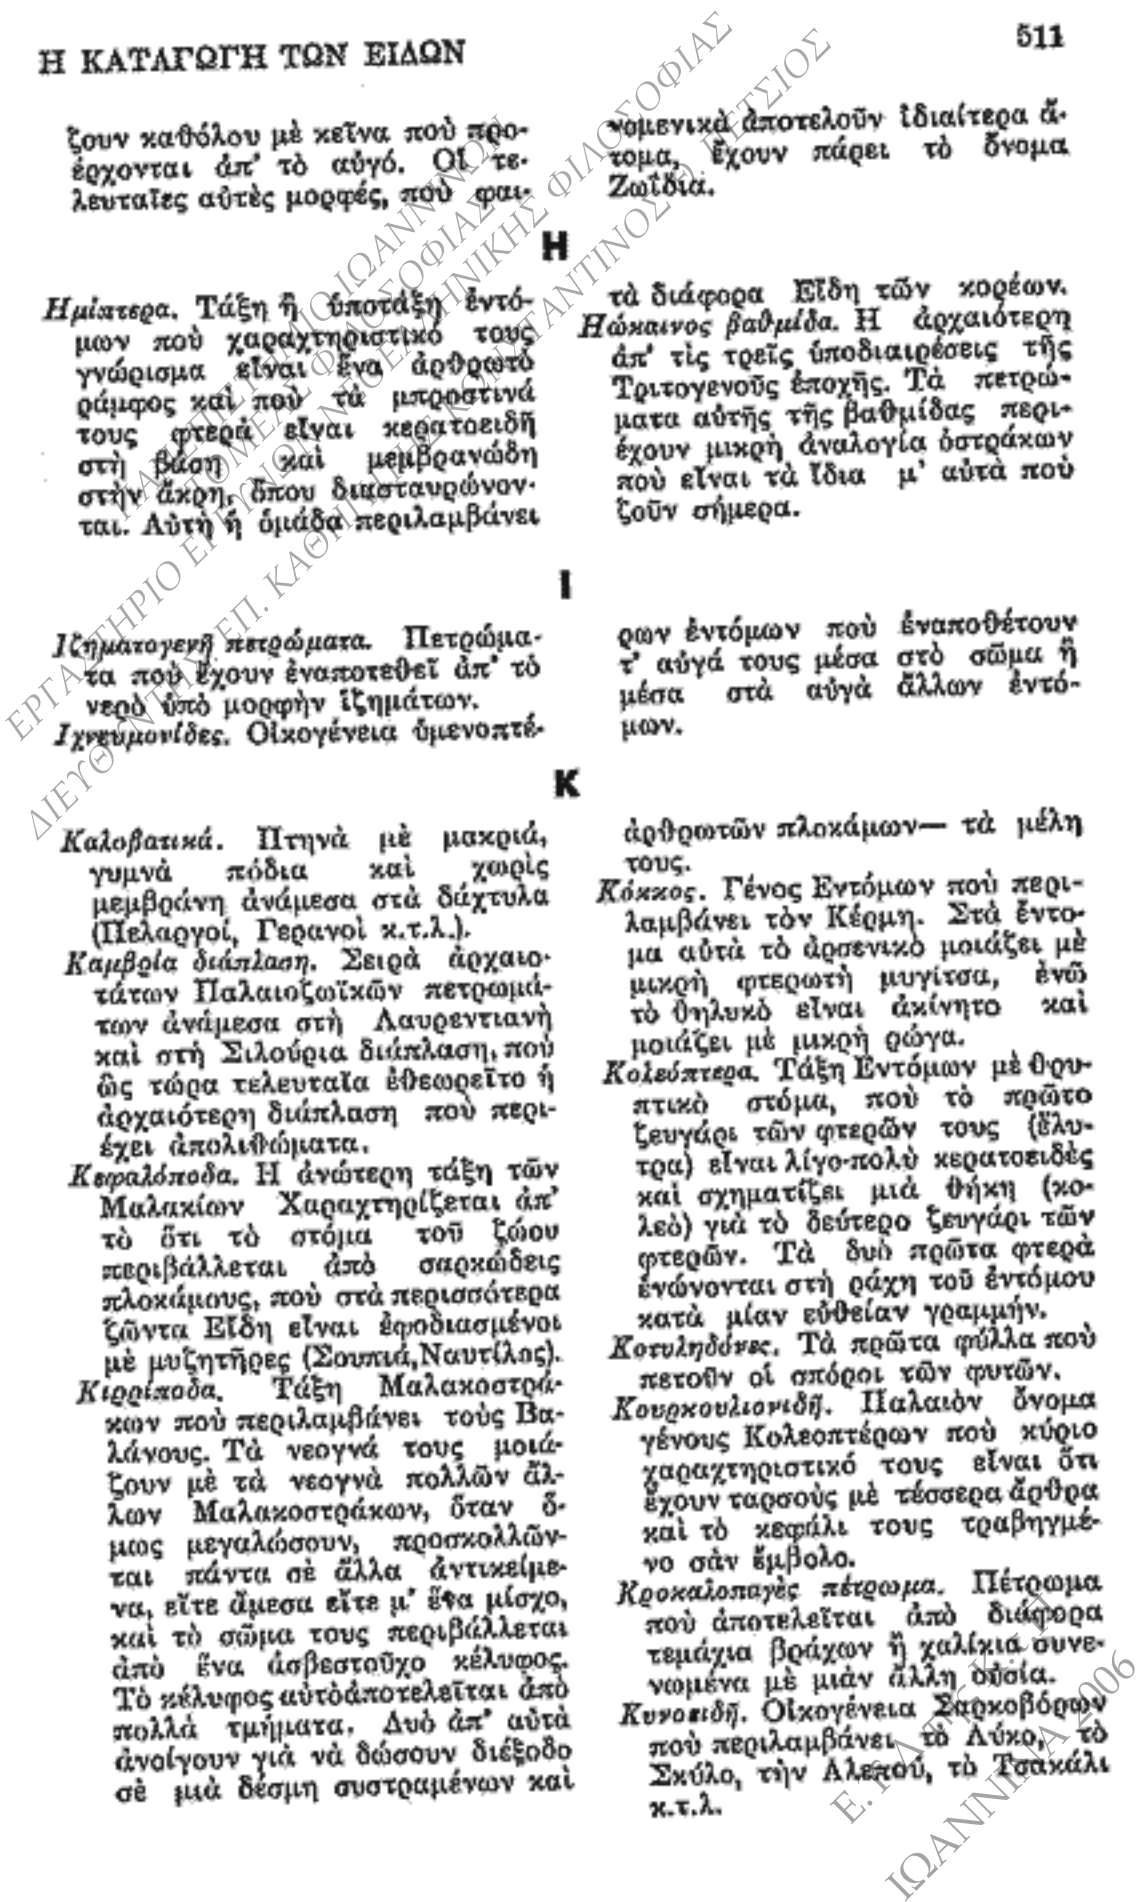 Η ΚΑΤΑΓΩΓΗ ΤΩΝ ΕΙΔΩΝ
511
ζουν καθόλου μὲ κεῖνα ποὺ προ-
έρχονται ἀπ' τὸ αὐγό. Οἱ τε-
λευταῖες αὐτὲς μορφές, ποὺ φαι-
νομενικὰ ἀποτελοῦν ἰδιαίτερα ἄ-
τομα, ἔχουν πάρει τὸ ὄνομα
Ζωΐδια.
Η
Ημίπτερα. Τάξη ἢ ὑποτάξη ἐντό-
μων ποὺ χαραχτηριστικό τους
γνώρισμα εἶναι ἕνα ἀρθρωτὸ
ράμφος καὶ ποὺ τὰ μπροστινά
τους φτερὰ εἶναι κερατοειδῆ
στὴ βάση καὶ μεμβρανώδη
στὴν ἄκρη, ὅπου διασταυρώνον-
ται. Αὐτὴ ἡ ὁμάδα περιλαμβάνει
τὰ διάφορα Εἴδη τῶν κορέων.
Ηώκαινος βαθμίδα. Η ἀρχαιότερη
ἀπ' τὶς τρεῖς ὑποδιαιρέσεις τῆς
Τριτογενοῦς ἐποχῆς. Τὰ πετρώ-
ματα αὐτῆς τῆς βαθμίδας περι-
έχουν μικρὴ ἀναλογία ὀστράκων
ποὺ εἶναι τὰ ἴδια μ' αὐτὰ ποὺ
ζοῦν σήμερα.
Ι
Ιζηματογενῆ πετρώματα. Πετρώμα-
τα ποὺ ἔχουν ἐναποτεθεῖ ἀπ' τὸ
νερὸ ὑπὸ μορφὴν ἱζημάτων.
Ιχνευμονίδες. Οἰκογένεια ὑμενοπτέ-
ρων ἐντόμων ποὺ ἐναποθέτουν
τ' αὐγά τους μέσα στὸ σῶμα ἢ
μέσα στὰ αὐγὰ ἄλλων ἐντό-
μων.
Κ
Καλοβατικά. Πτηνὰ μὲ μακριά,
γυμνὰ πόδια καὶ χωρὶς
μεμβράνη ἀνάμεσα στὰ δάχτυλα
(Πελαργοί, Γερανοὶ κ.τ.λ.).
Καμβρία διάπλαση. Σειρὰ ἀρχαιο-
τάτων Παλαιοζωϊκῶν πετρωμά-
των ἀνάμεσα στὴ Λαυρεντιανὴ
καὶ στὴ Σιλούρια διάπλαση, ποὺ
ὣς τώρα τελευταῖα ἐθεωρεῖτο ἡ
ἀρχαιότερη διάπλαση ποὺ περι-
έχει ἀπολιθώματα.
Κεφαλόποδα. Η ἀνώτερη τάξη τῶν
Μαλακίων Χαραχτηρίζεται ἀπ'
τὸ ὅτι τὸ στόμα τοῦ ζώου
περιβάλλεται ἀπὸ σαρκώδεις
πλοκάμους, ποὺ στὰ περισσότερα
ζῶντα Εἴδη εἶναι ἐφοδιασμένοι
μὲ μυζητῆρες (Σουπιά,Ναυτίλος).
Κιρρίποδα. Τάξη Μαλακοστρά-
κων ποὺ περιλαμβάνει τοὺς Βα-
λάνους. Τὰ νεογνά τους μοιά-
ζουν μὲ τὰ νεογνὰ πολλῶν ἄλ-
λων Μαλακοστράκων, ὅταν ὅ-
μως μεγαλώσουν, προσκολλῶν-
ται πάντα σὲ ἄλλα ἀντικείμε-
να, εἴτε ἄμεσα εἴτε μ' ἕνα μίσχο,
καὶ τὸ σῶμα τους περιβάλλεται
ἀπὸ ἕνα ἀσβεστοῦχο κέλυφος.
Τὸ κέλυφος αὐτὸ ἀποτελεῖται ἀπὸ
πολλὰ τμήματα. Δυὸ ἀπ' αὐτὰ
ἀνοίγουν γιὰ νὰ δώσουν διέξοδο
σὲ μιὰ δέσμη συστραμένων καὶ
ἀρθρωτῶν πλοκάμων— τὰ μέλη
τους.
Κόκκος. Γένος Εντόμων ποὺ περι-
λαμβάνει τὸν Κέρμη. Στὰ ἔντο-
μα αὐτὰ τὸ ἀρσενικὸ μοιάζει μὲ
μικρὴ φτερωτὴ μυγίτσα, ἐνῶ
τὸ θηλυκὸ εἶναι ἀκίνητο καὶ
μοιάζει μὲ μικρὴ ρώγα.
Κολεόπτερα. Τάξη Εντόμων μὲ θρυ-
πτικὸ στόμα, ποὺ τὸ πρῶτο
ζευγάρι τῶν φτερῶν τους (ἔλυ-
τρα) εἶναι λίγο-πολὺ κερατοειδὲς
καὶ σχηματίζει μιὰ θήκη (κο-
λεὸ) γιὰ τὸ δεύτερο ζευγάρι τῶν
φτερῶν. Τὰ δυὸ πρῶτα φτερὰ
ἑνώνονται στὴ ράχη τοῦ ἐντόμου
κατὰ μίαν εὐθείαν γραμμήν.
Κοτυληδόνες. Τὰ πρῶτα φύλλα ποὺ
πετοῦν οἱ σπόροι τῶν φυτῶν.
Κουρκουλιονιδῆ. Παλαιὸν ὄνομα
γένους Κολεοπτέρων ποὺ κύριο
χαραχτηριστικό τους εἶναι ὅτι
ἔχουν ταρσοὺς μὲ τέσσερα ἄρθρα
καὶ τὸ κεφάλι τους τραβηγμέ-
νο σὰν ἔμβολο.
Κροκαλοπαγὲς πέτρωμα. Πέτρωμα
ποὺ ἀποτελεῖται ἀπὸ διάφορα
τεμάχια βράχων ἢ χαλίκια συνε-
νωμένα μὲ μιὰν ἄλλη οὐσία.
Κυνοειδῆ. Οἰκογένεια Σαρκοβόρων
ποὺ περιλαμβάνει τὸ Λύκο, τὸ
Σκύλο, τὴν Αλεπού, τὸ Τσακάλι
κ.τ.λ.
ΙΩΑΝΝΙΝΑ 2006